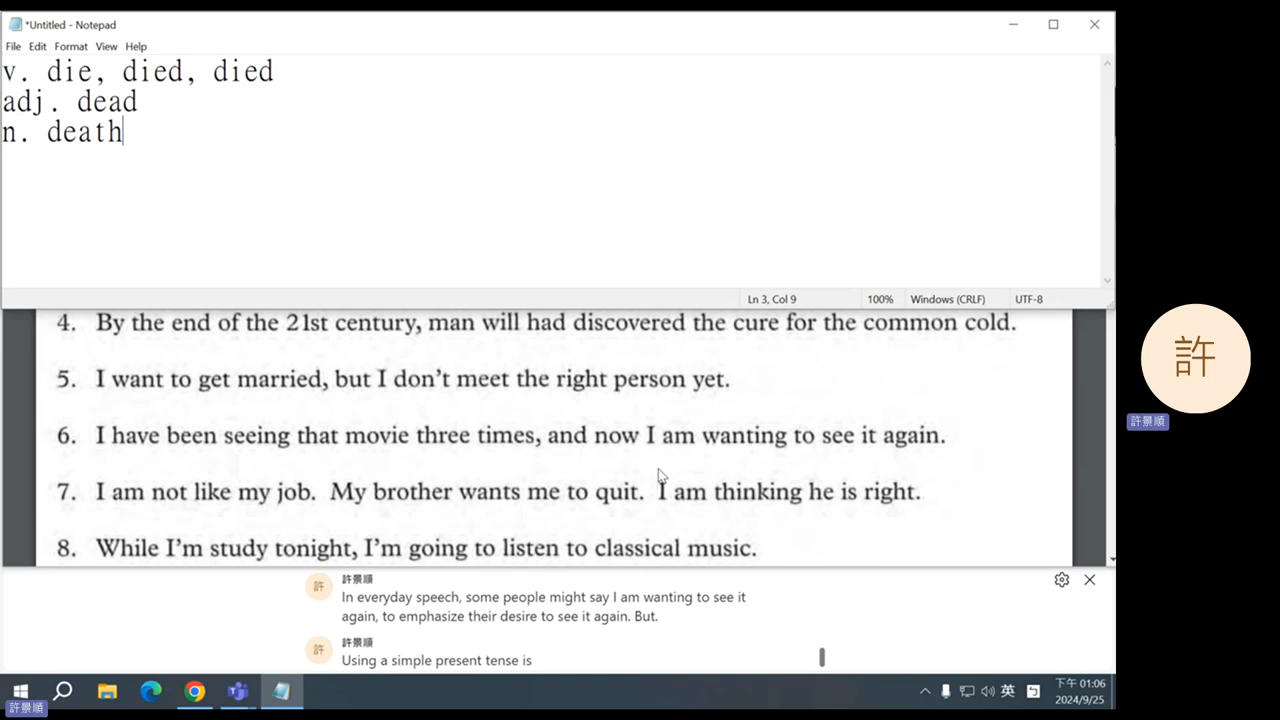 *Untitled - Notepad
File Edit Format View Help
v. die, died, died
adj. dead
n. death
Ln 3, Col 9 100% Windows (CRLF) UTF-8
4. By the end of the 21st century, man will had discovered the cure for the common cold.
5. I want to get married, but I don't meet the right person yet.
6. I have been seeing that movie three times, and now I am wanting to see it again.
7. I am not like my job. My brother wants me to quit. I am thinking he is right.
8. While I'm study tonight, I'm going to listen to classical music.
許
許景順
許
許景順
In everyday speech, some people might say I am wanting to see it
again, to emphasize their desire to see it again. But.
許
許景順
Using a simple present tense is
英
下午 01:06
2024/9/25
許景順